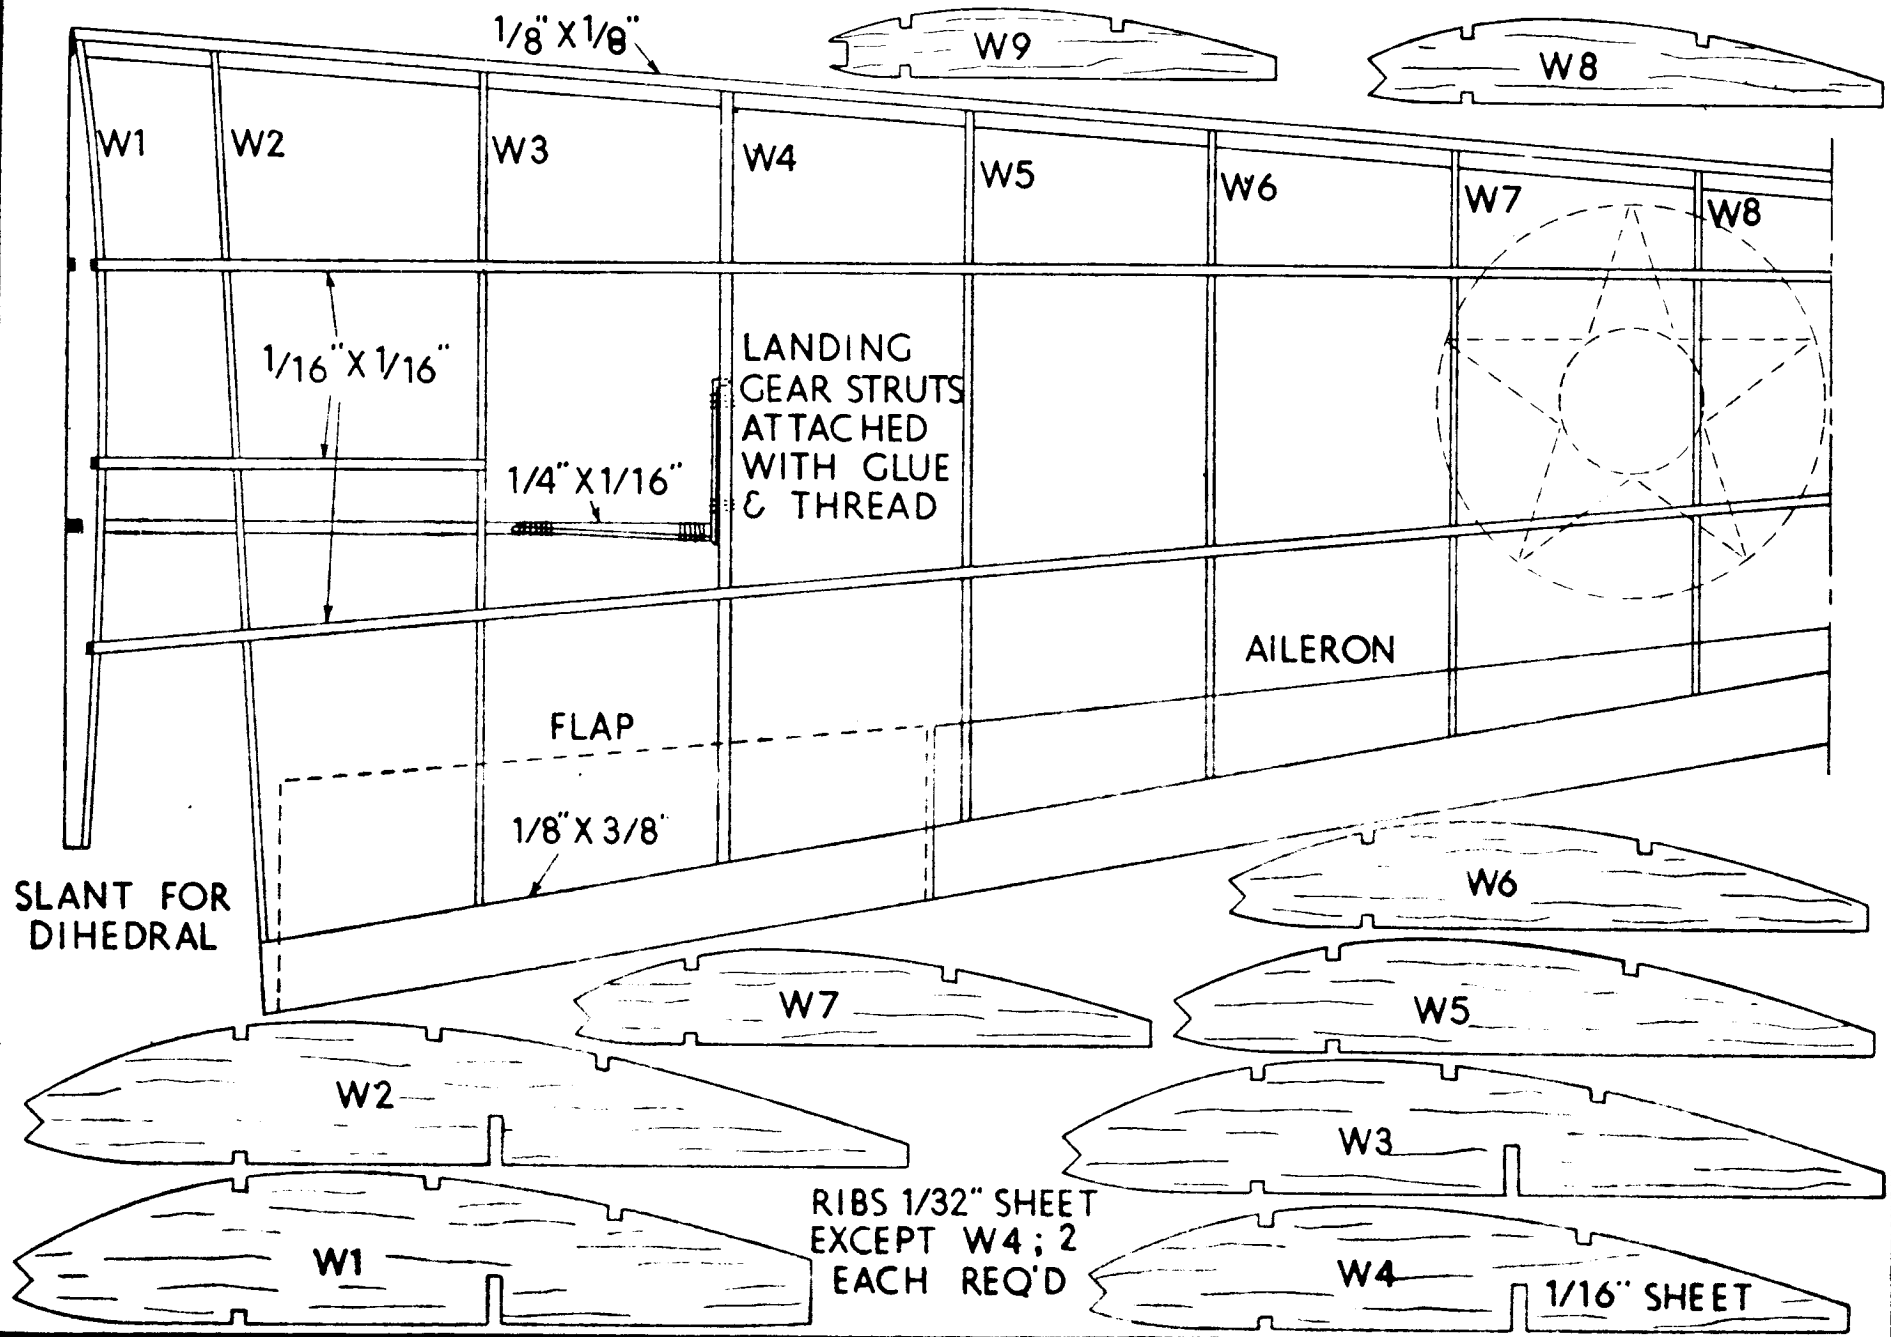 1/8" X 1/8"
W9
W8
W1
W2
W3
W4
W5
W6
W7
W8
1/16" X 1/16"
LANDING
GEAR STRUTS
ATTACHED
WITH GLUE
& THREAD
1/4" X 1/16"
AILERON
FLAP
1/8" X 3/8"
SLANT FOR
DIHEDRAL
W6
W7
W5
W2
W3
W1
RIBS 1/32" SHEET
EXCEPT W4; 2
EACH REQ'D
W4
1/16" SHEET